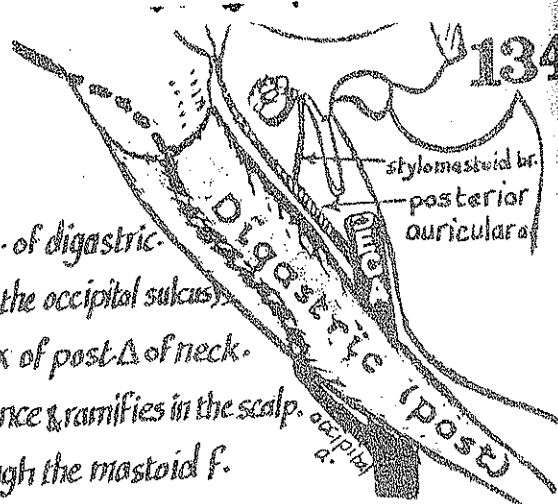 134
stylomastoid br.
posterior
auricular a
Digastric (post)
E.C.A
. of digastric.
the occipital sulcus)
x of post. Δ of neck.
nce & ramifies in the scalp.
gh the mastoid f.
occipital
a.